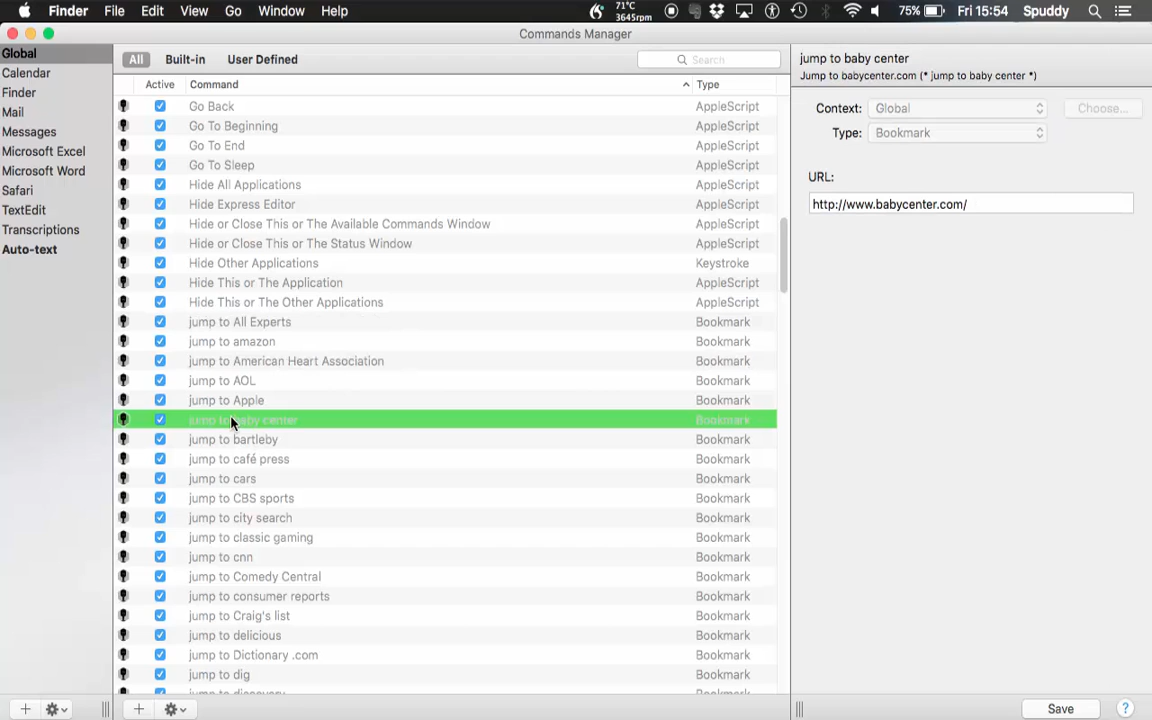 Finder File Edit View Go Window Help 71°C 3645rpm 75% Fri 15:54 Spuddy
Commands Manager
Global
Calendar
Finder
Mail
Messages
Microsoft Excel
Microsoft Word
Safari
TextEdit
Transcriptions
Auto-text
All Built-in User Defined Search
Active Command Type
Go Back AppleScript
Go To Beginning AppleScript
Go To End AppleScript
Go To Sleep AppleScript
Hide All Applications AppleScript
Hide Express Editor AppleScript
Hide or Close This or The Available Commands Window AppleScript
Hide or Close This or The Status Window AppleScript
Hide Other Applications Keystroke
Hide This or The Application AppleScript
Hide This or The Other Applications AppleScript
jump to All Experts Bookmark
jump to amazon Bookmark
jump to American Heart Association Bookmark
jump to AOL Bookmark
jump to Apple Bookmark
jump to baby center Bookmark
jump to bartleby Bookmark
jump to café press Bookmark
jump to cars Bookmark
jump to CBS sports Bookmark
jump to city search Bookmark
jump to classic gaming Bookmark
jump to cnn Bookmark
jump to Comedy Central Bookmark
jump to consumer reports Bookmark
jump to Craig's list Bookmark
jump to delicious Bookmark
jump to Dictionary .com Bookmark
jump to dig Bookmark
jump to discovery Bookmark
jump to baby center
Jump to babycenter.com (* jump to baby center *)
Context: Global Choose...
Type: Bookmark
URL:
http://www.babycenter.com/
Save ?